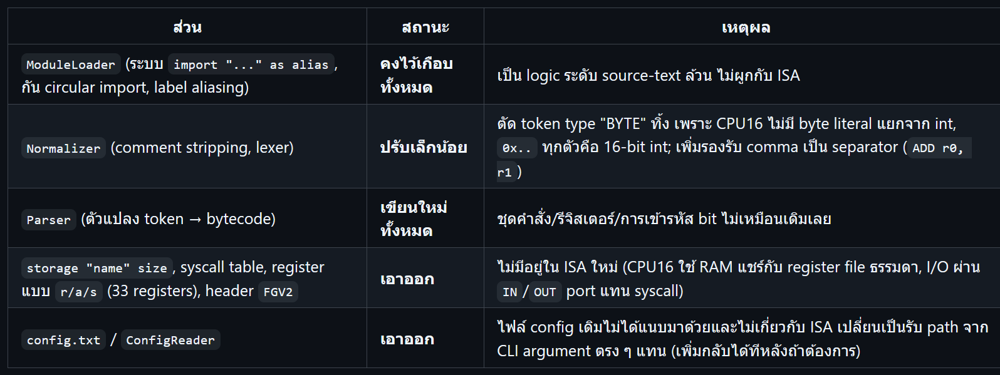 ส่วน
สถานะ
เหตุผล
ModuleLoader (ระบบ import "..." as alias,
กัน circular import, label aliasing)
คงไว้เกือบ
ทั้งหมด
เป็น logic ระดับ source-text ล้วน ไม่ผูกกับ ISA
Normalizer (comment stripping, lexer)
ปรับเล็กน้อย
ตัด token type "BYTE" ทิ้ง เพราะ CPU16 ไม่มี byte literal แยกจาก int,
0x.. ทุกตัวคือ 16-bit int; เพิ่มรองรับ comma เป็น separator (ADD r0,
r1)
Parser (ตัวแปลง token → bytecode)
เขียนใหม่
ทั้งหมด
ชุดคำสั่ง/รีจิสเตอร์/การเข้ารหัส bit ไม่เหมือนเดิมเลย
storage "name" size, syscall table, register
แบบ r/a/s (33 registers), header FGV2
เอาออก
ไม่มีอยู่ใน ISA ใหม่ (CPU16 ใช้ RAM แชร์กับ register file ธรรมดา, I/O ผ่าน
IN/OUT port แทน syscall)
config.txt / ConfigReader
เอาออก
ไฟล์ config เดิมไม่ได้แนบมาด้วยและไม่เกี่ยวกับ ISA เปลี่ยนเป็นรับ path จาก
CLI argument ตรง ๆ แทน (เพิ่มกลับได้ทีหลังถ้าต้องการ)